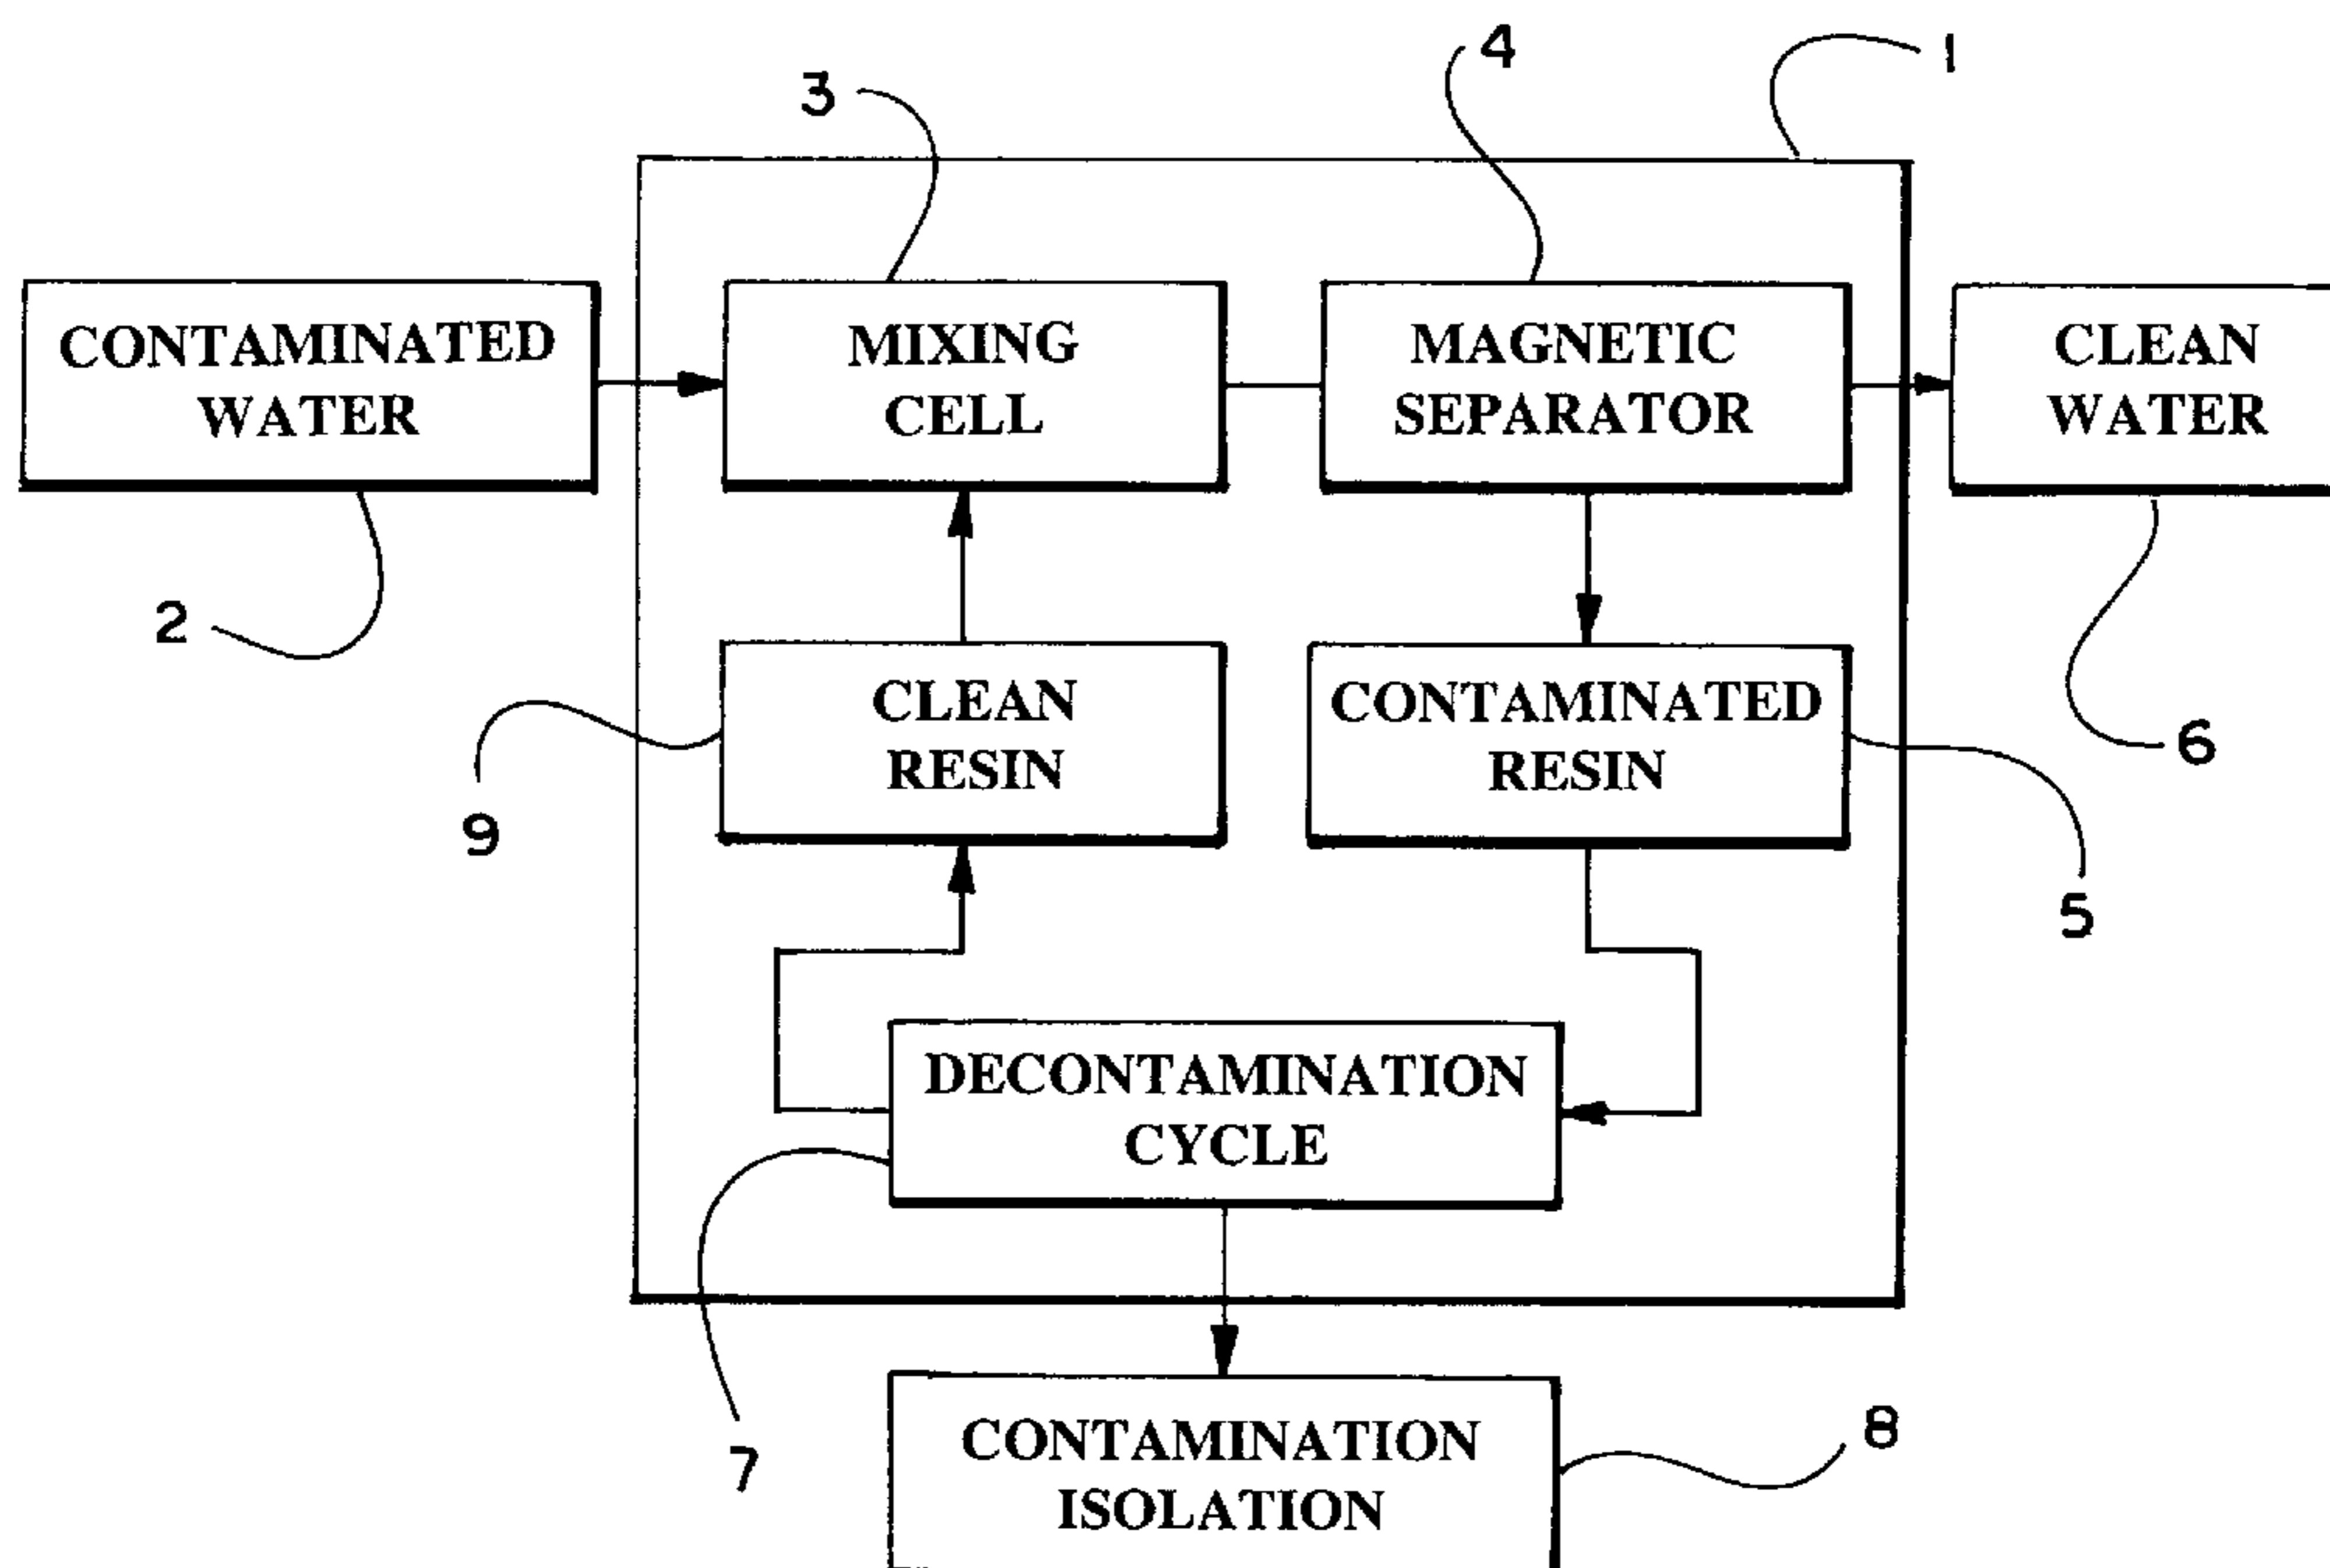 4
1
3
CONTAMINATED
WATER
MIXING
CELL
MAGNETIC
SEPARATOR
CLEAN
WATER
2
CLEAN
RESIN
CONTAMINATED
RESIN
6
9
5
DECONTAMINATION
CYCLE
7
CONTAMINATION
ISOLATION
8